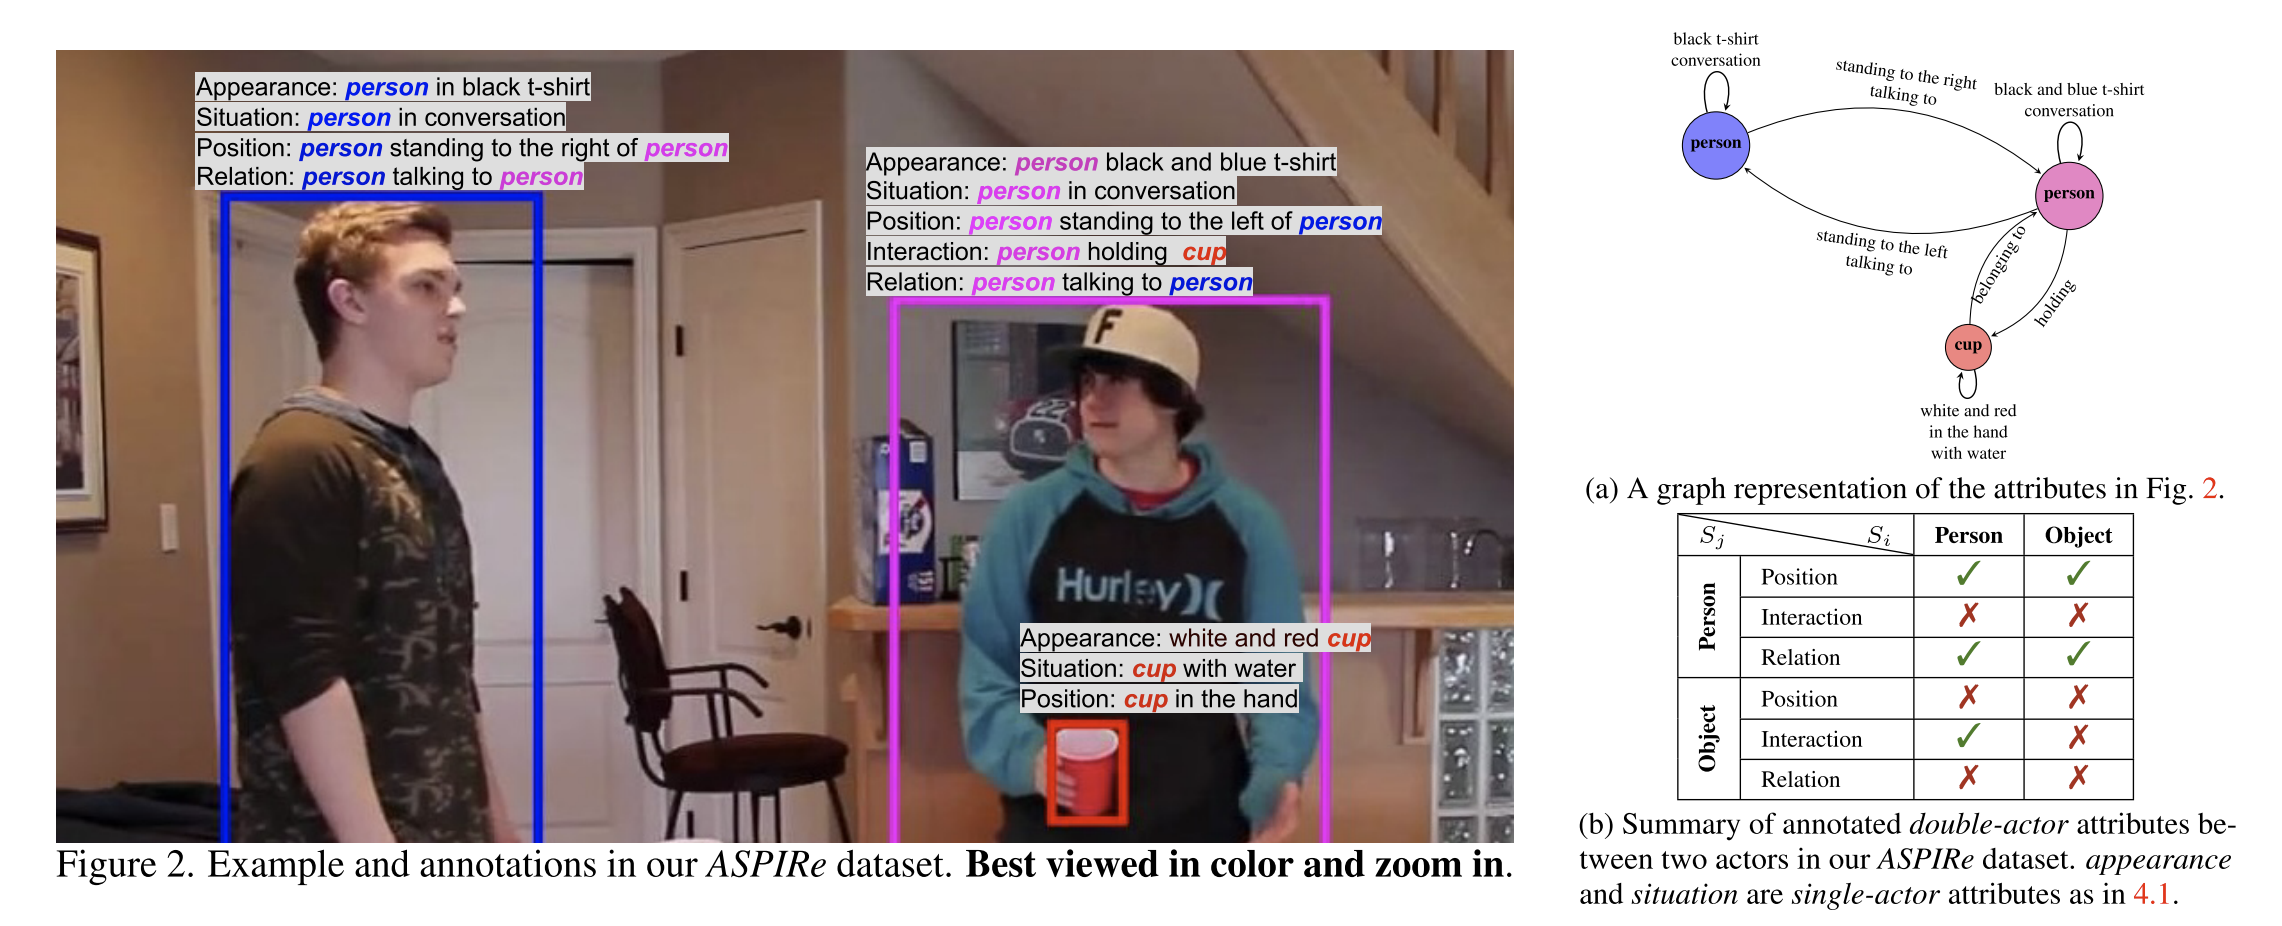 Appearance: person in black t-shirt
Situation: person in conversation
Position: person standing to the right of person
Relation: person talking to person
Appearance: person black and blue t-shirt
Situation: person in conversation
Position: person standing to the left of person
Interaction: person holding cup
Relation: person talking to person
F
Hurley
Appearance: white and red cup
Situation: cup with water
Position: cup in the hand
Figure 2. Example and annotations in our ASPIRe dataset. Best viewed in color and zoom in.
black t-shirt
conversation
standing to the right
talking to
black and blue t-shirt
conversation
person
person
standing to the left
talking to
belonging to
holding
cup
white and red
in the hand
with water
(a) A graph representation of the attributes in Fig. 2.
Sj Si Person Object
Person
Position ✓ ✓
Interaction ✗ ✗
Relation ✓ ✓
Object
Position ✗ ✗
Interaction ✓ ✗
Relation ✗ ✗
(b) Summary of annotated double-actor attributes be-
tween two actors in our ASPIRe dataset. appearance
and situation are single-actor attributes as in 4.1.